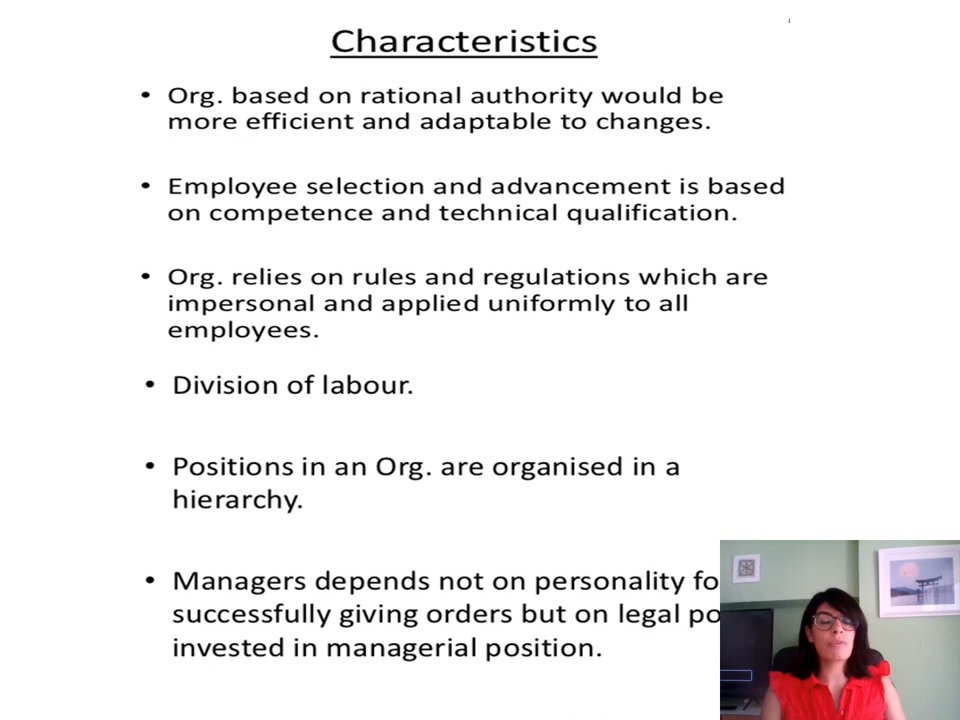 Characteristics
• Org. based on rational authority would be
more efficient and adaptable to changes.
• Employee selection and advancement is based
on competence and technical qualification.
• Org. relies on rules and regulations which are
impersonal and applied uniformly to all
employees.
• Division of labour.
• Positions in an Org. are organised in a
hierarchy.
• Managers depends not on personality fo
successfully giving orders but on legal po
invested in managerial position.